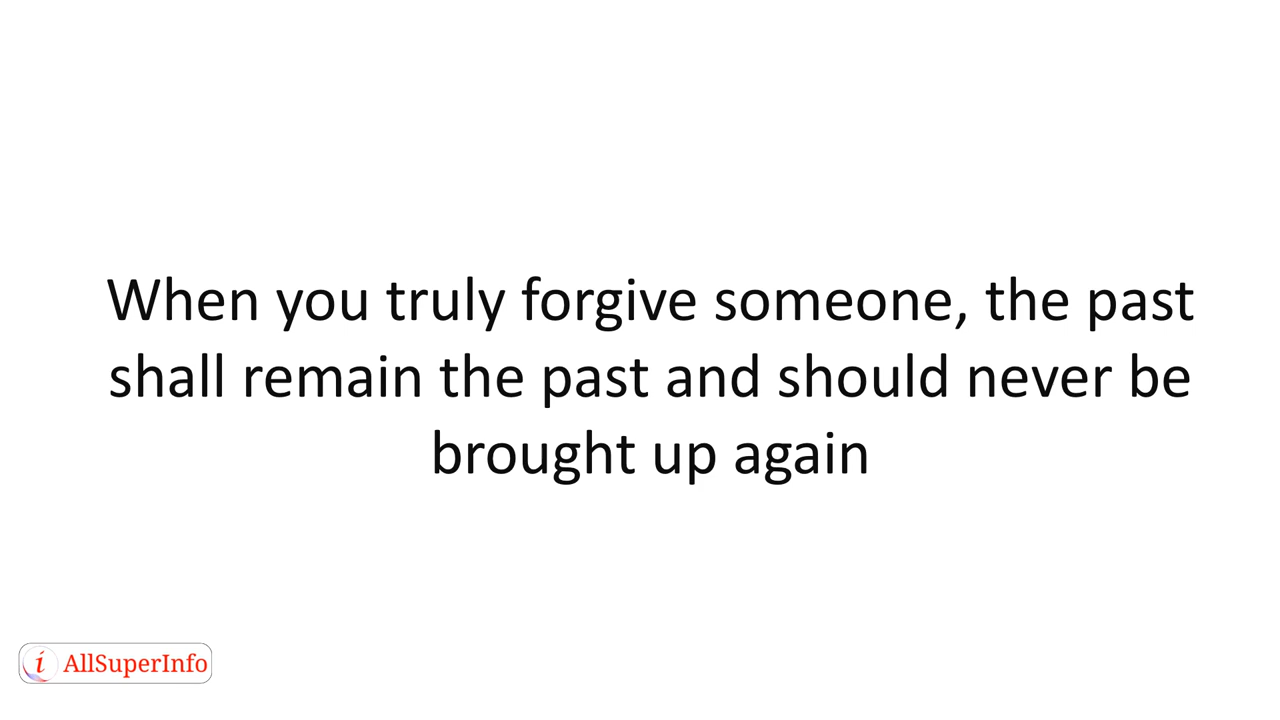 When you truly forgive someone, the past
shall remain the past and should never be
brought up again
i AllSuperInfo